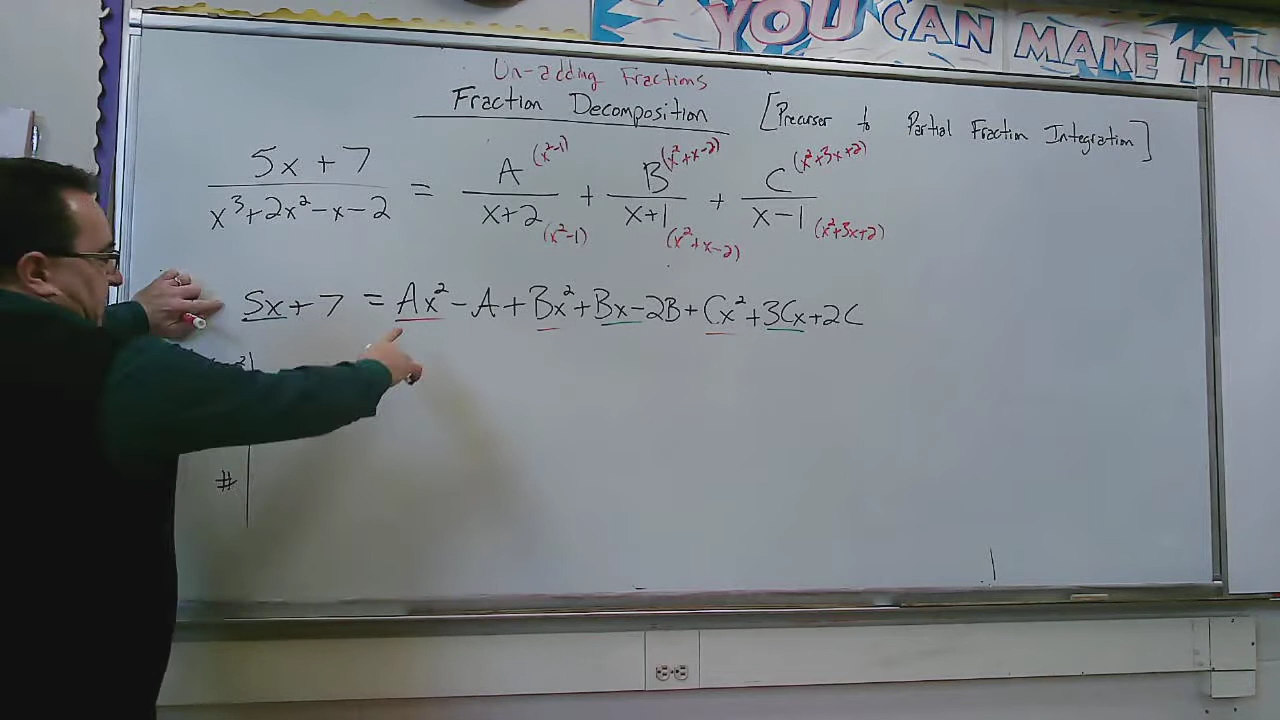 YOU CAN MAKE THIN
Un-adding Fractions
Fraction Decomposition [Precurser to Partial Fraction Integration]
5x + 7 / x³+2x²-x-2 = A (x²-1) / x+2 (x²-1) + B (x²+x-2) / x+1 (x²+x-2) + C (x²+3x+2) / x-1 (x²+3x+2)
5x+7 = Ax² - A + Bx² + Bx - 2B + Cx² + 3Cx + 2C
#